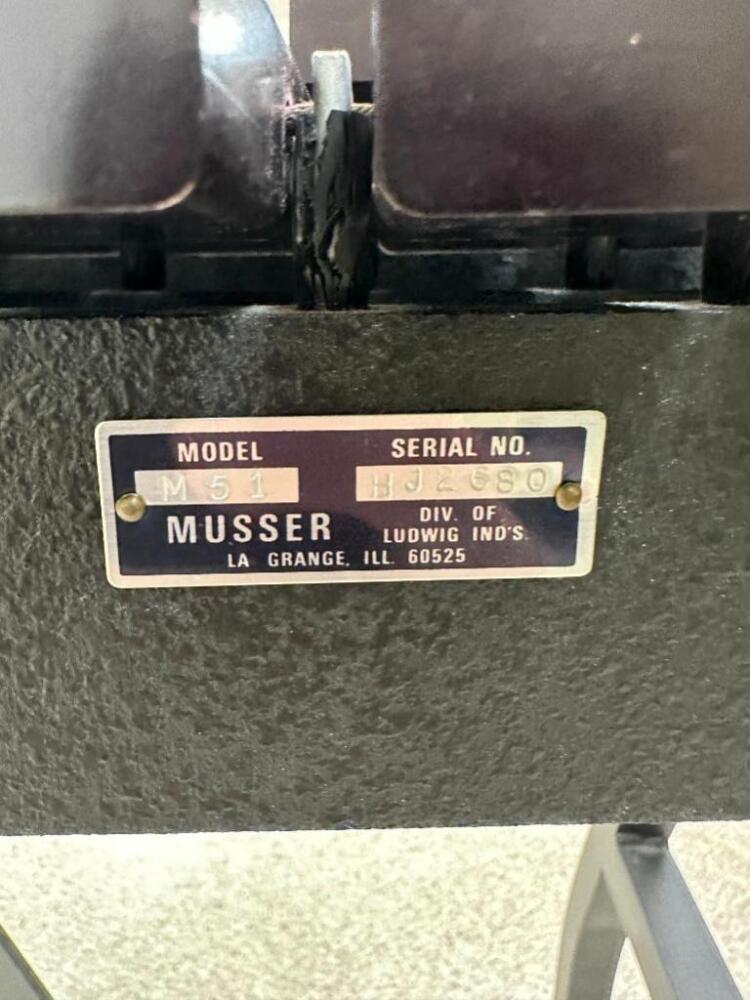 MODEL SERIAL NO.
M51 HJ2680
MUSSER DIV. OF
LUDWIG IND'S.
LA GRANGE, ILL. 60525